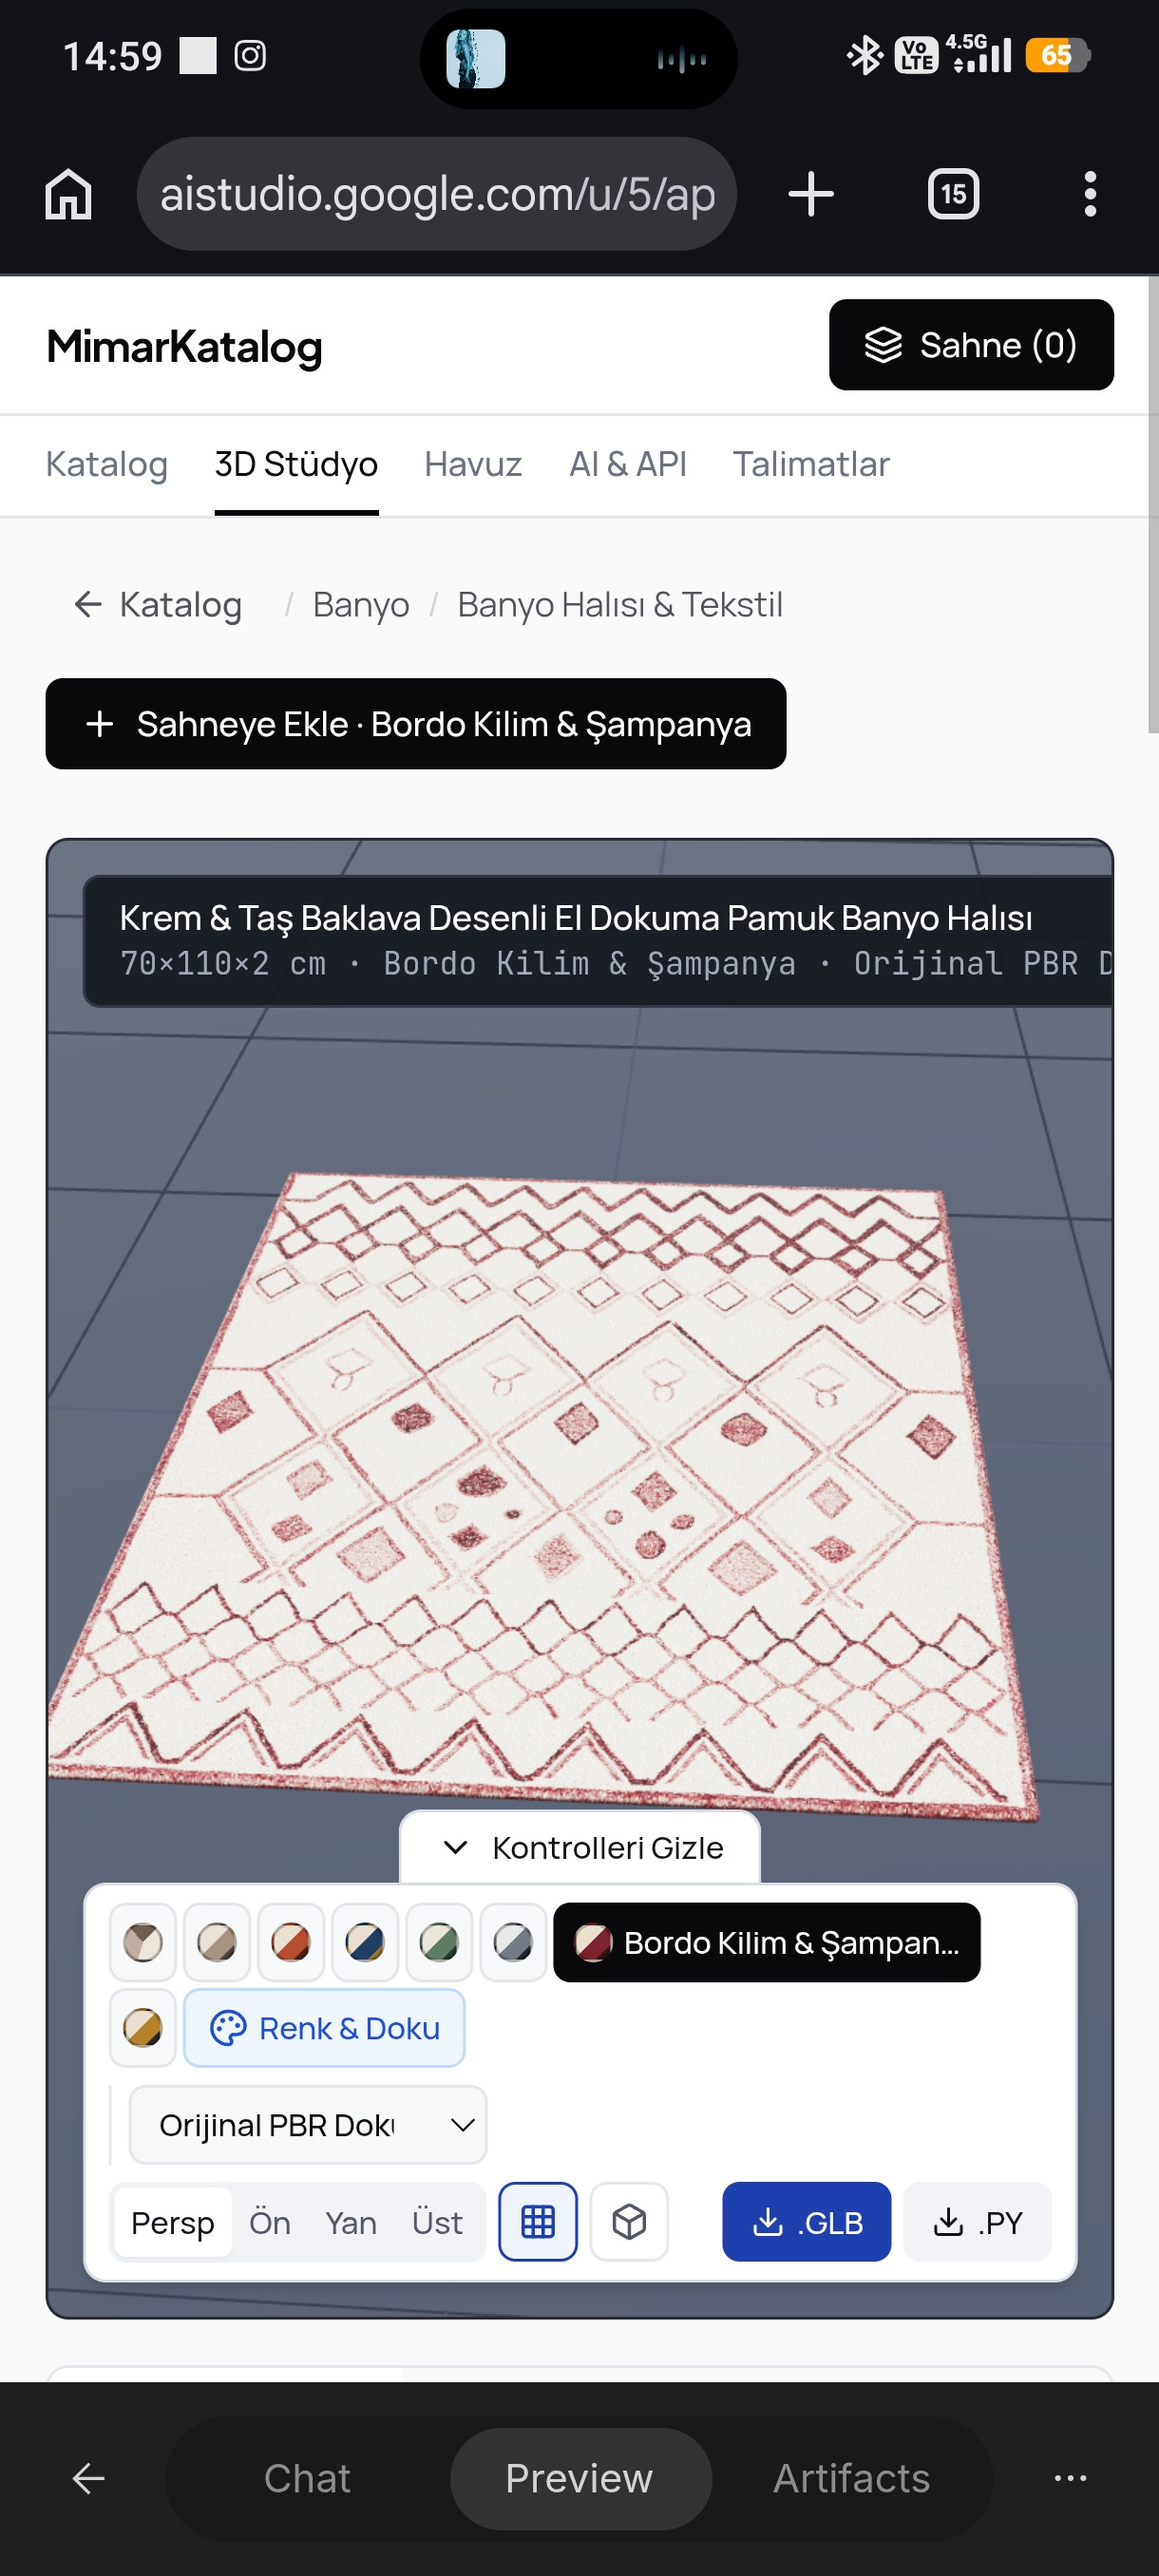 14:59
Vo LTE
4.5G
65
aistudio.google.com/u/5/ap
15
MimarKatalog
Sahne (0)
Katalog 3D Stüdyo Havuz AI & API Talimatlar
Katalog / Banyo / Banyo Halısı & Tekstil
Sahneye Ekle · Bordo Kilim & Şampanya
Krem & Taş Baklava Desenli El Dokuma Pamuk Banyo Halısı
70×110×2 cm · Bordo Kilim & Şampanya · Orijinal PBR D
Kontrolleri Gizle
Bordo Kilim & Şampan...
Renk & Doku
Orijinal PBR Doku
Persp Ön Yan Üst .GLB .PY
Chat Preview Artifacts